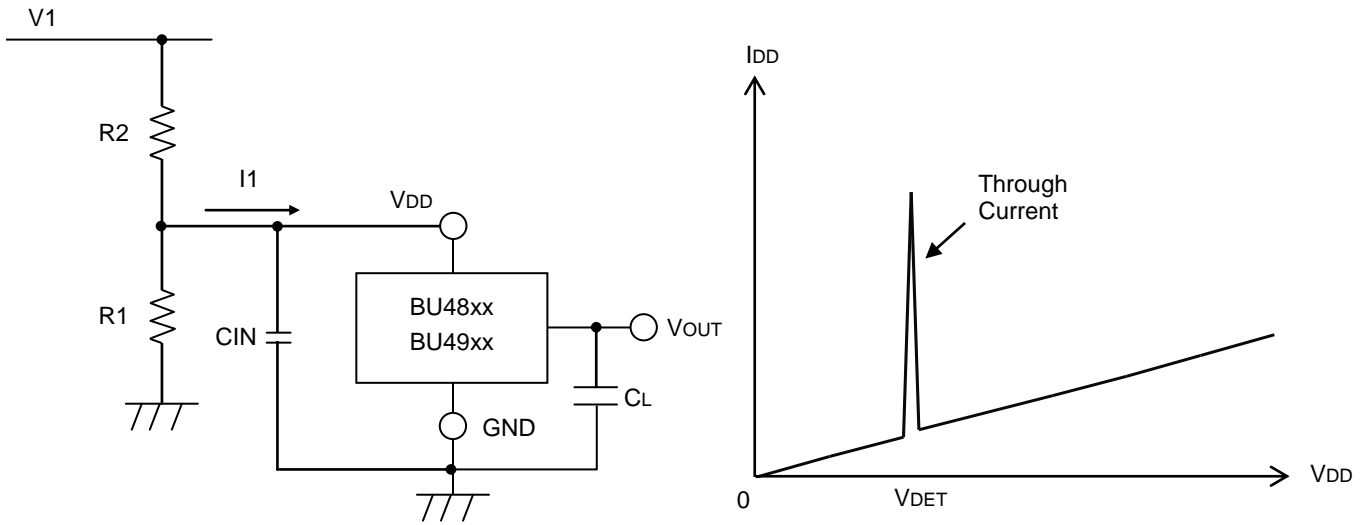 V1
R2
I1
VDD
R1
CIN
BU48xx
BU49xx
VOUT
CL
GND
IDD
Through
Current
0
VDET
VDD